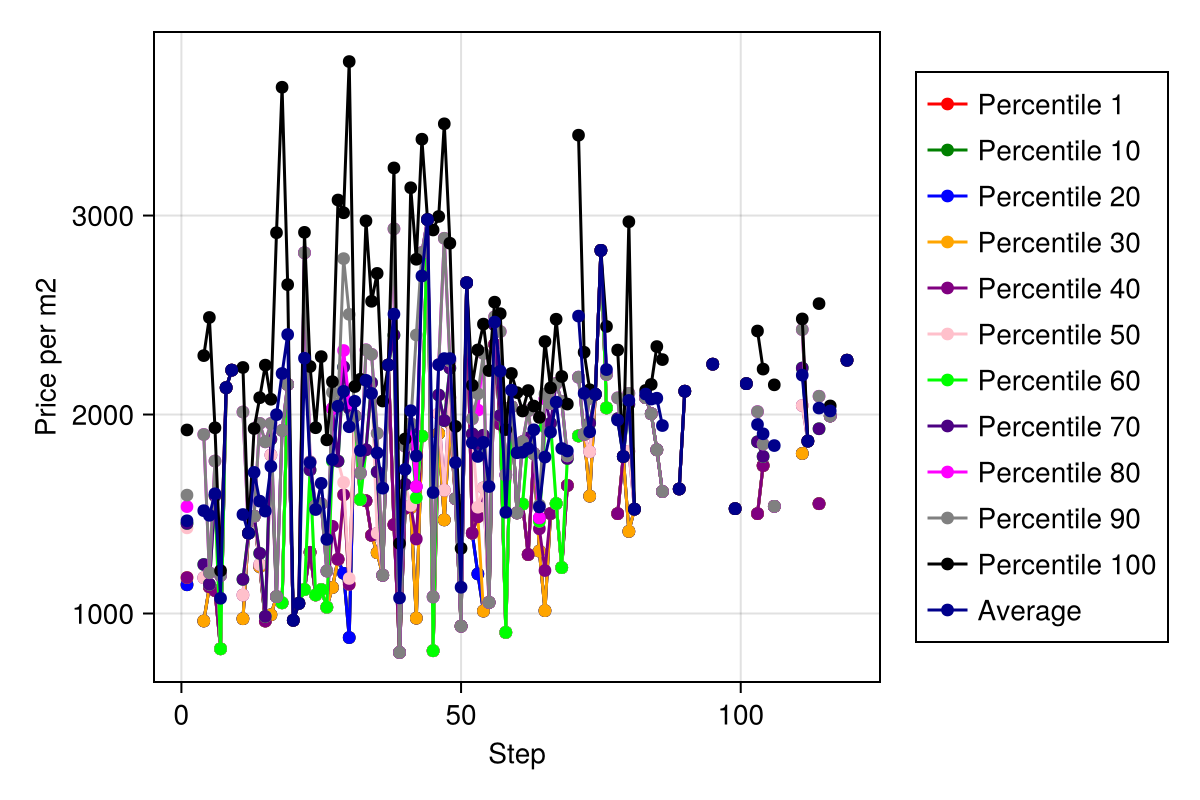 Price per m2
3000
2000
1000
0
50
100
Step
Percentile 1
Percentile 10
Percentile 20
Percentile 30
Percentile 40
Percentile 50
Percentile 60
Percentile 70
Percentile 80
Percentile 90
Percentile 100
Average